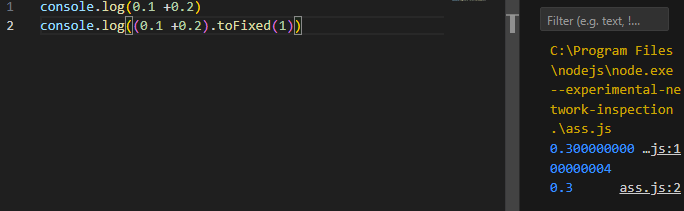 1 console.log(0.1 +0.2)
2 console.log((0.1 +0.2).toFixed(1))
Filter (e.g. text, !...
C:\Program Files
\nodejs\node.exe
--experimental-ne
twork-inspection
.\ass.js
0.300000000 …js:1
00000004
0.3 ass.js:2